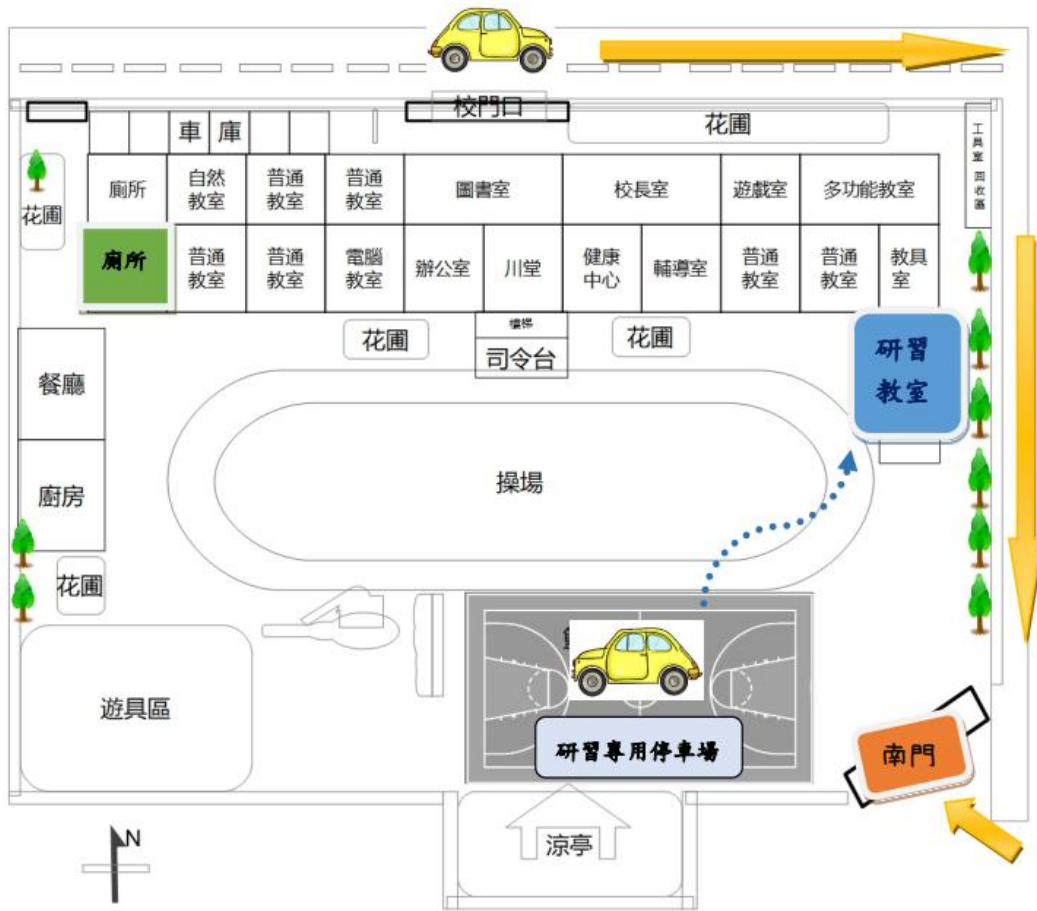 校門口
花圃
車 庫
工具室 回收區
花圃
廁所
自然
教室
普通
教室
普通
教室
圖書室
校長室
遊戲室
多功能教室
廁所
普通
教室
普通
教室
電腦
教室
辦公室
川堂
健康
中心
輔導室
普通
教室
普通
教室
教具
室
花圃
樓梯
司令台
花圃
研習
教室
餐廳
廚房
操場
花圃
遊具區
研習專用停車場
南門
涼亭
N